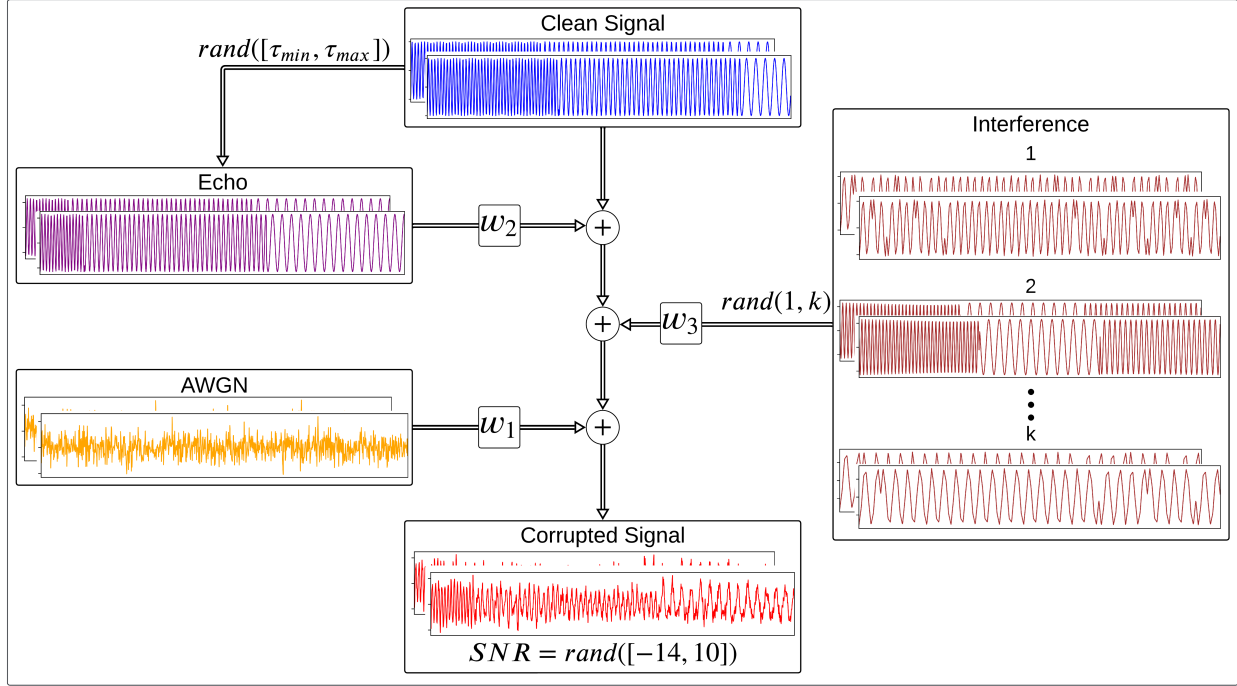 Clean Signal
rand([τ_min, τ_max])
Interference
1
Echo
w_2
+
2
rand(1, k)
w_3
+
AWGN
w_1
+
k
Corrupted Signal
SNR = rand([−14, 10])